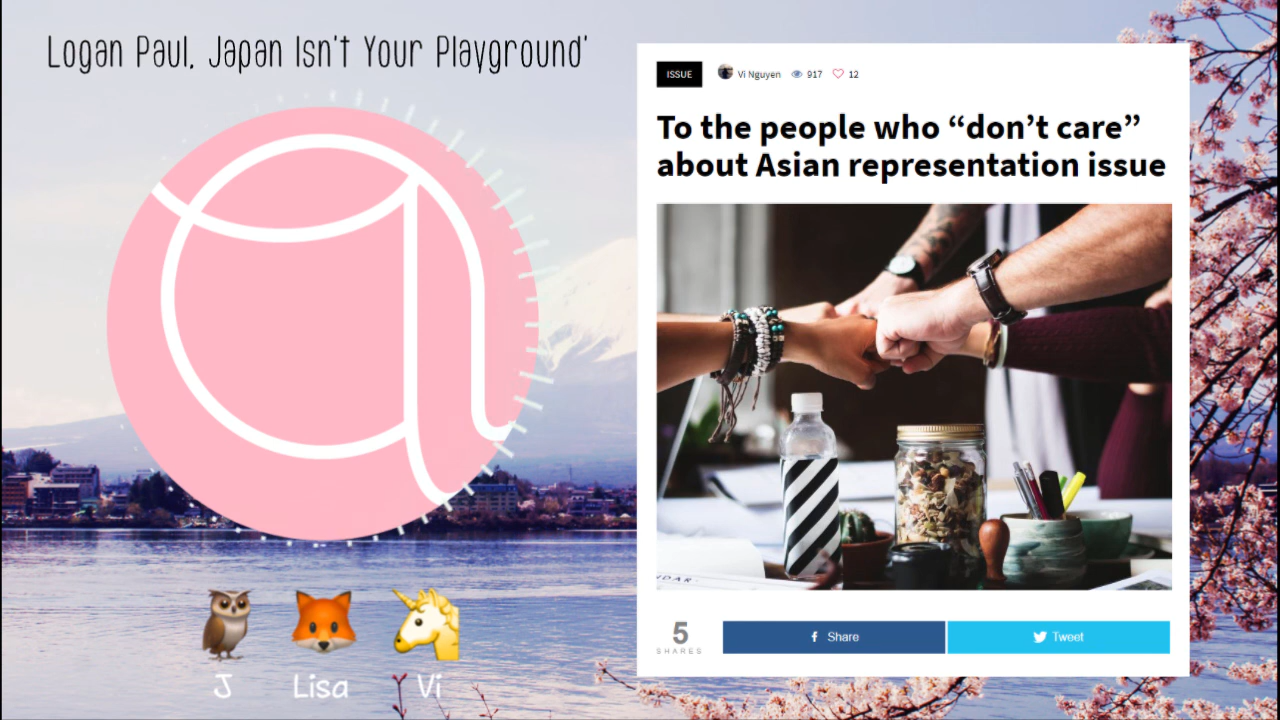 Logan Paul, Japan Isn't Your Playground'
ISSUE Vi Nguyen 917 12
To the people who “don’t care”
about Asian representation issue
NDAR
5
SHARES
Share
Tweet
J Lisa Vi